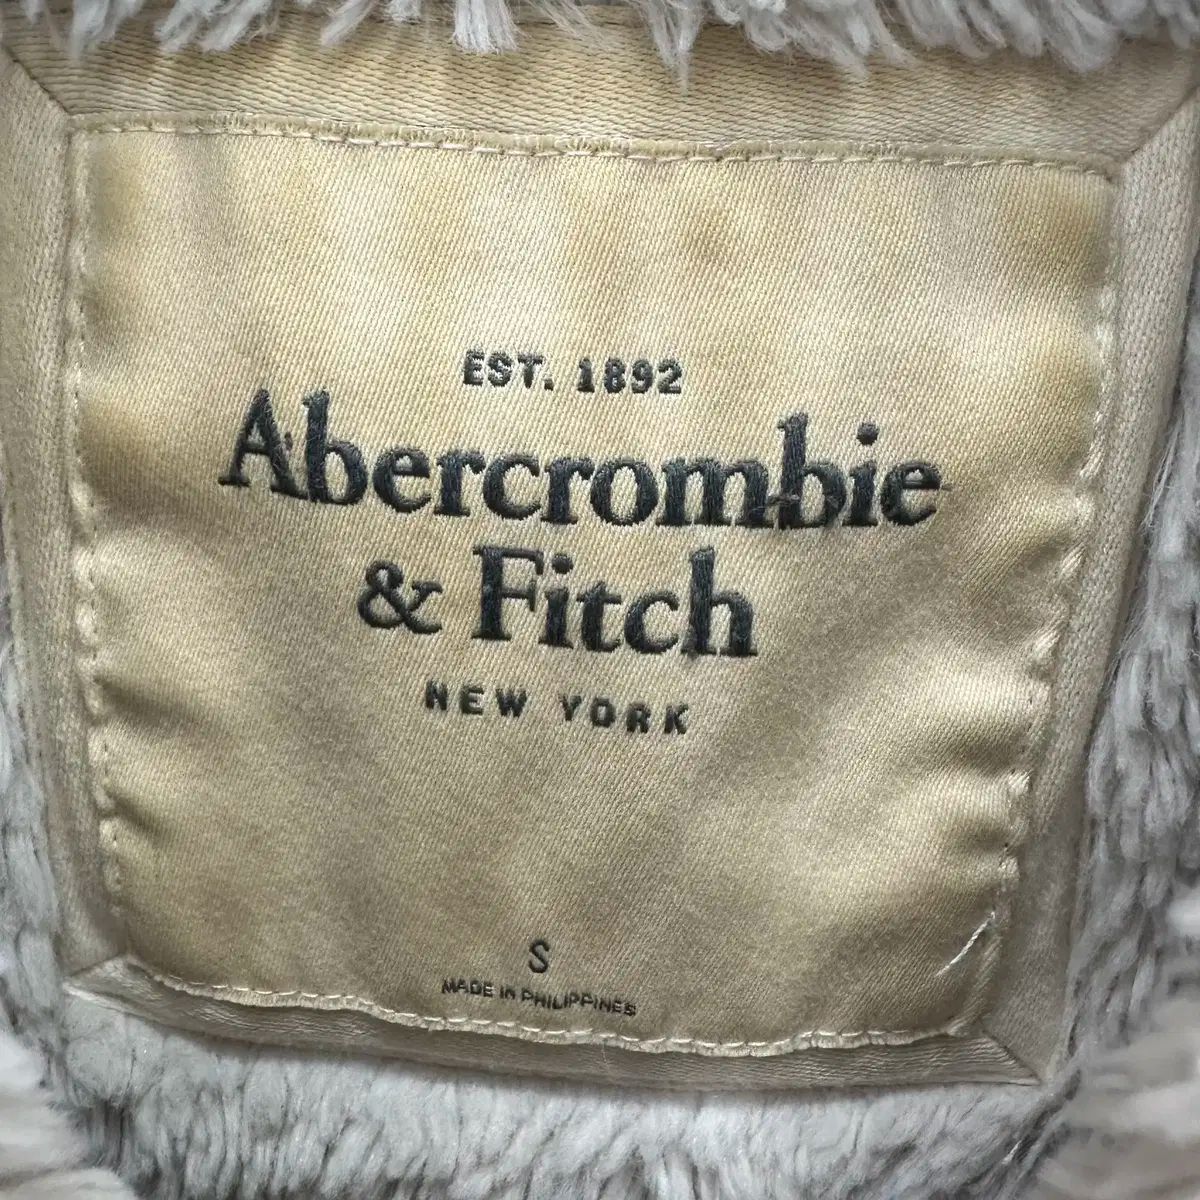 EST. 1892
Abercrombie
& Fitch
NEW YORK
S
MADE IN PHILIPPINES